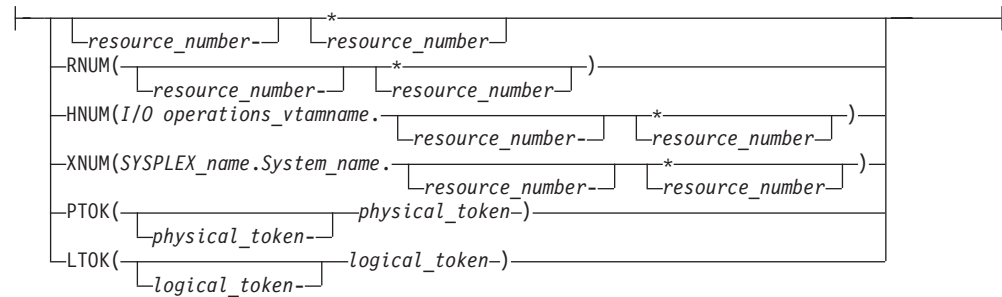 *
resource_number- resource_number
RNUM( * )
resource_number- resource_number
HNUM(I/O operations_vtamname. * )
resource_number- resource_number
XNUM(SYSPLEX_name.System_name. * )
resource_number- resource_number
PTOK( physical_token )
physical_token-
LTOK( logical_token )
logical_token-